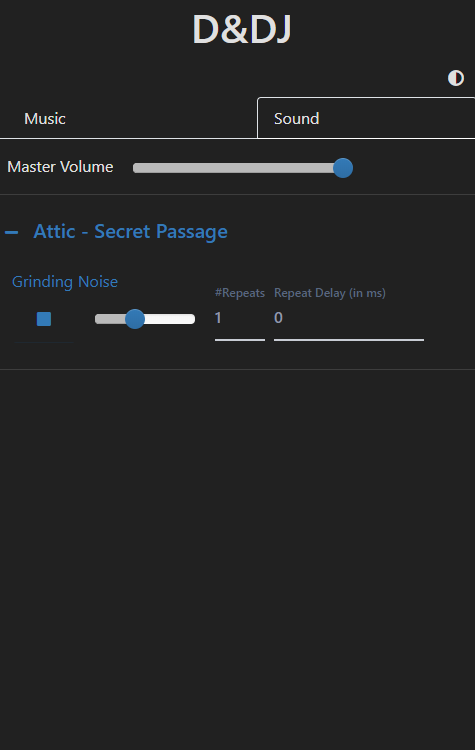 D&DJ
Music
Sound
Master Volume
Attic - Secret Passage
Grinding Noise
#Repeats Repeat Delay (in ms)
1 0